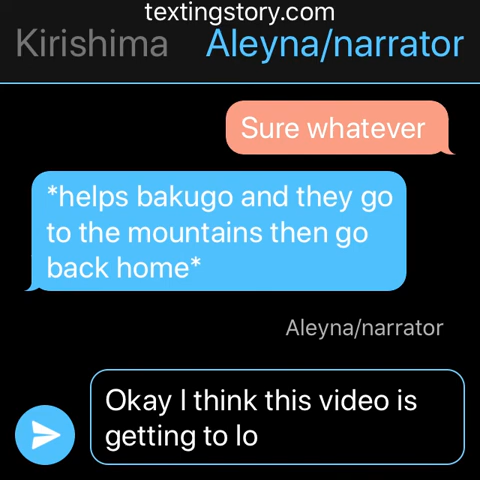 textingstory.com
Kirishima Aleyna/narrator
Sure whatever
*helps bakugo and they go
to the mountains then go
back home*
Aleyna/narrator
Okay I think this video is
getting to lo